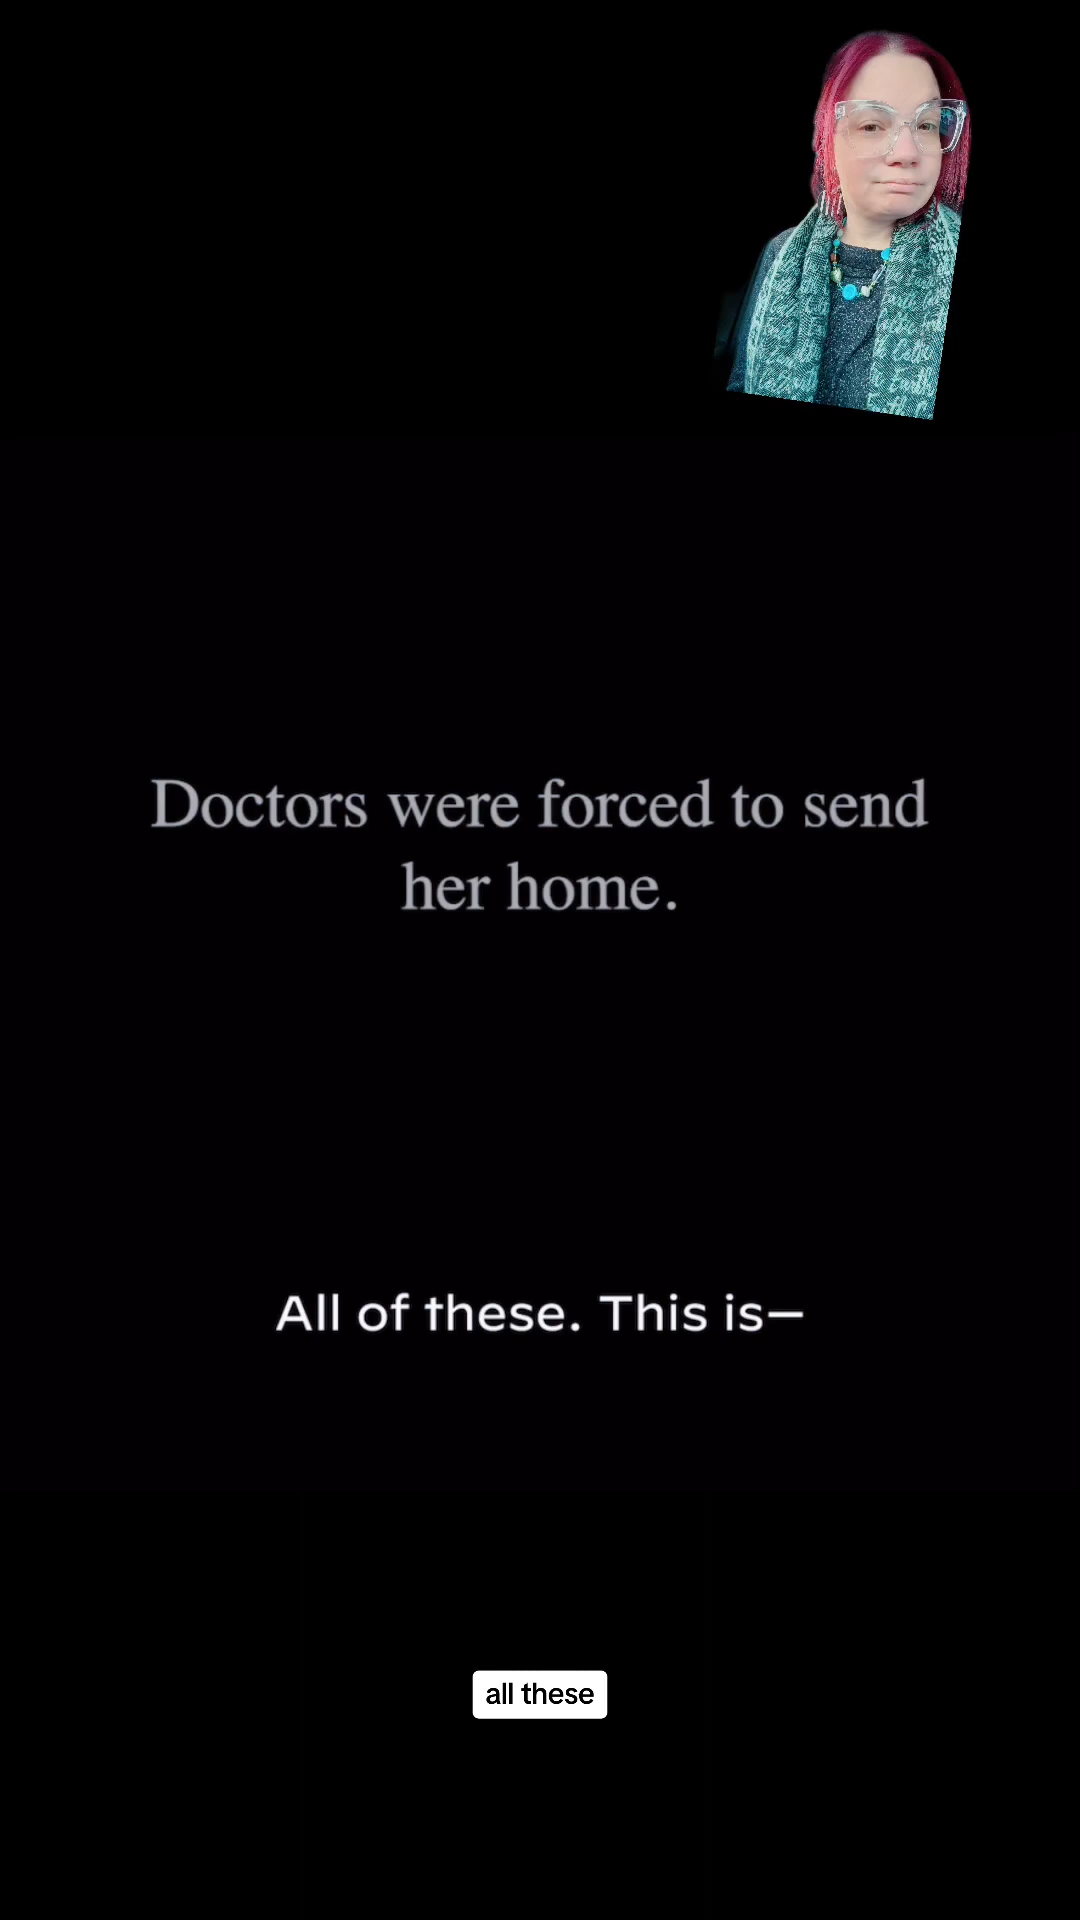 Doctors were forced to send
her home.
All of these. This is—
all these